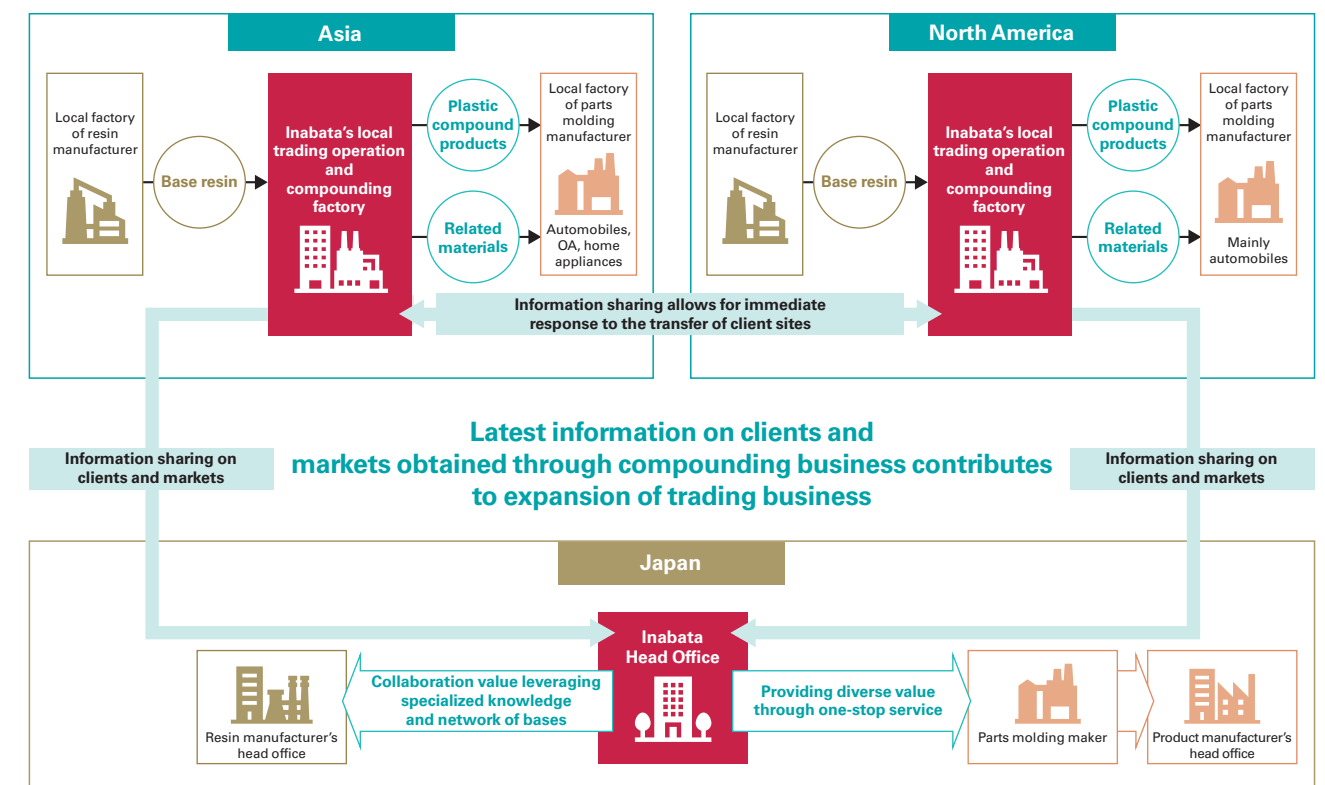 Asia
Local factory
of resin
manufacturer
Base resin
Inabata's local
trading operation
and
compounding
factory
Plastic
compound
products
Related
materials
Local factory
of parts
molding
manufacturer
Automobiles,
OA, home
appliances
North America
Local factory
of resin
manufacturer
Base resin
Inabata's local
trading operation
and
compounding
factory
Plastic
compound
products
Related
materials
Local factory
of parts
molding
manufacturer
Mainly
automobiles
Information sharing allows for immediate
response to the transfer of client sites
Information sharing on
clients and markets
Latest information on clients and
markets obtained through compounding business contributes
to expansion of trading business
Information sharing on
clients and markets
Japan
Resin manufacturer's
head office
Collaboration value leveraging
specialized knowledge
and network of bases
Inabata
Head Office
Providing diverse value
through one-stop service
Parts molding maker
Product manufacturer's
head office